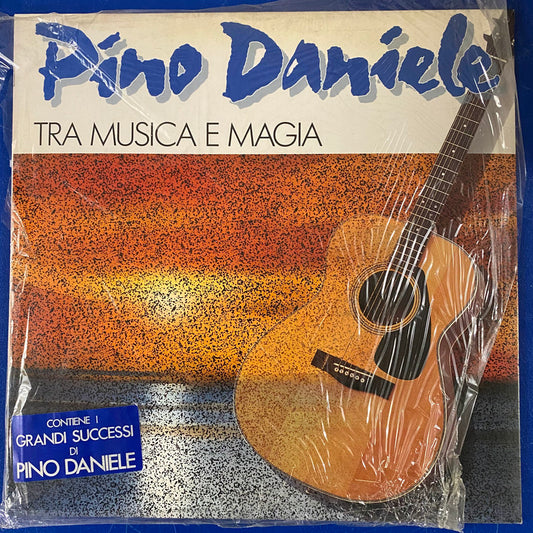 Pino Daniele
TRA MUSICA E MAGIA
CONTIENE I
GRANDI SUCCESSI
DI
PINO DANIELE